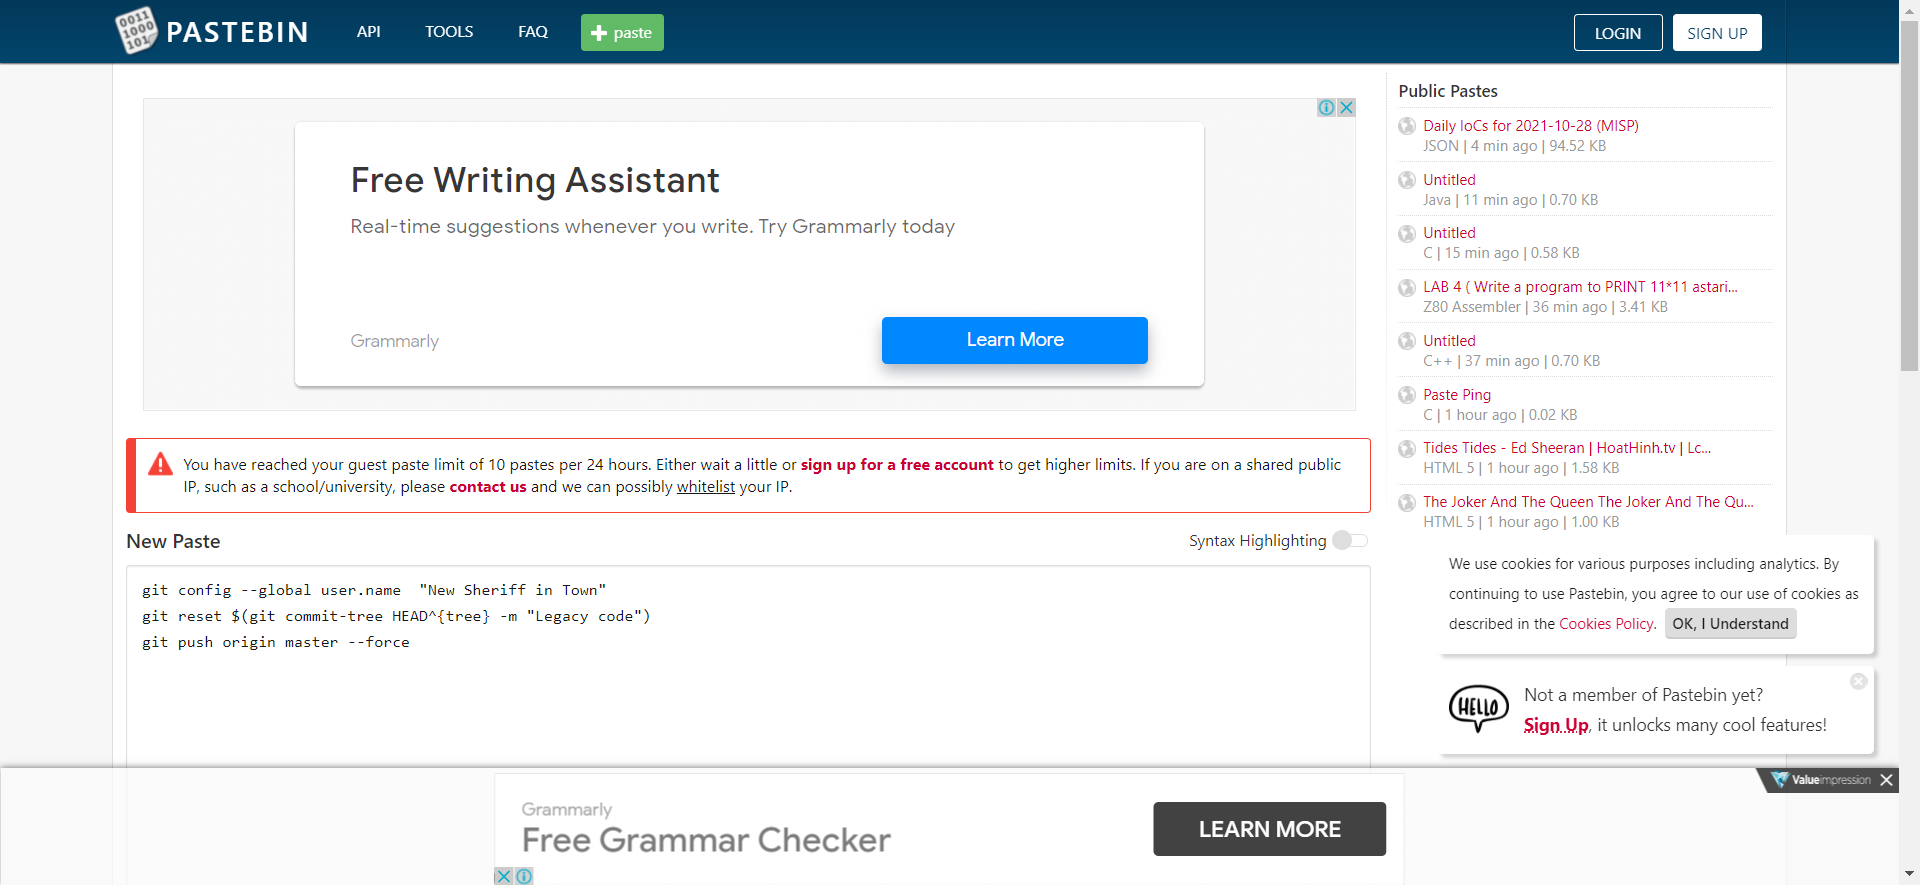 0011
1000
101
PASTEBIN
API
TOOLS
FAQ
paste
LOGIN
SIGN UP
Free Writing Assistant
Real-time suggestions whenever you write. Try Grammarly today
Grammarly
Learn More
You have reached your guest paste limit of 10 pastes per 24 hours. Either wait a little or sign up for a free account to get higher limits. If you are on a shared public
IP, such as a school/university, please contact us and we can possibly whitelist your IP.
New Paste
Syntax Highlighting
git config --global user.name  "New Sheriff in Town"
git reset $(git commit-tree HEAD^{tree} -m "Legacy code")
git push origin master --force
Public Pastes
Daily IoCs for 2021-10-28 (MISP)
JSON | 4 min ago | 94.52 KB
Untitled
Java | 11 min ago | 0.70 KB
Untitled
C | 15 min ago | 0.58 KB
LAB 4 ( Write a program to PRINT 11*11 astari...
Z80 Assembler | 36 min ago | 3.41 KB
Untitled
C++ | 37 min ago | 0.70 KB
Paste Ping
C | 1 hour ago | 0.02 KB
Tides Tides - Ed Sheeran | HoatHinh.tv | Lc...
HTML 5 | 1 hour ago | 1.58 KB
The Joker And The Queen The Joker And The Qu...
HTML 5 | 1 hour ago | 1.00 KB
We use cookies for various purposes including analytics. By
continuing to use Pastebin, you agree to our use of cookies as
described in the Cookies Policy. OK, I Understand
HELLO
Not a member of Pastebin yet?
Sign Up, it unlocks many cool features!
Valueimpression
Grammarly
Free Grammar Checker
LEARN MORE